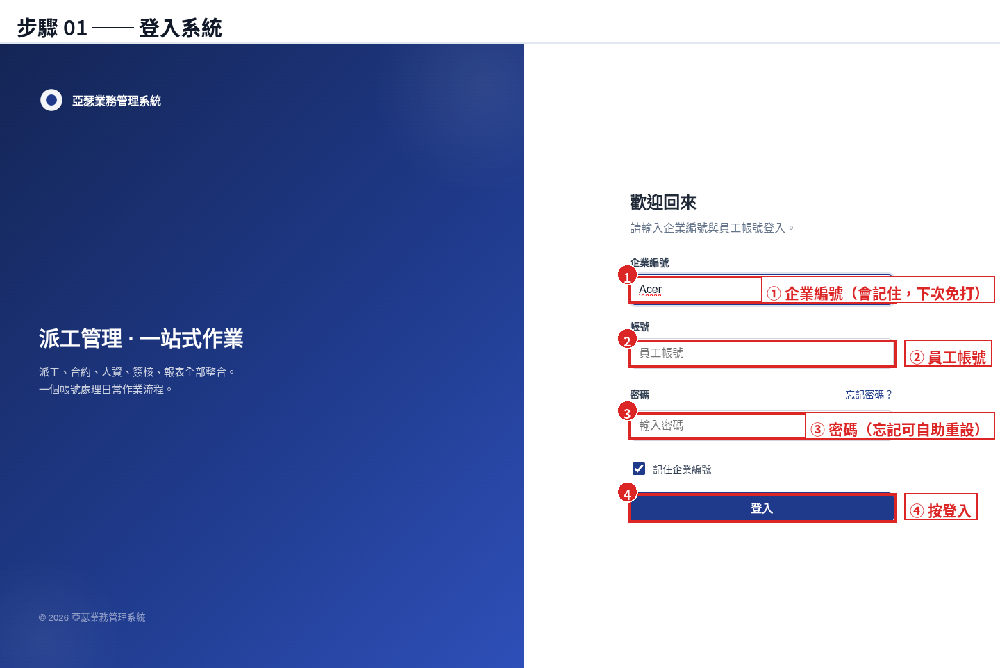 步驟 01 —— 登入系統
亞瑟業務管理系統
派工管理 · 一站式作業
派工、合約、人資、簽核、報表全部整合。
一個帳號處理日常作業流程。
© 2026 亞瑟業務管理系統
歡迎回來
請輸入企業編號與員工帳號登入。
企業編號
1
Acer
① 企業編號（會記住，下次免打）
帳號
2
員工帳號
② 員工帳號
密碼
忘記密碼？
3
輸入密碼
③ 密碼（忘記可自助重設）
記住企業編號
4
登入
④ 按登入